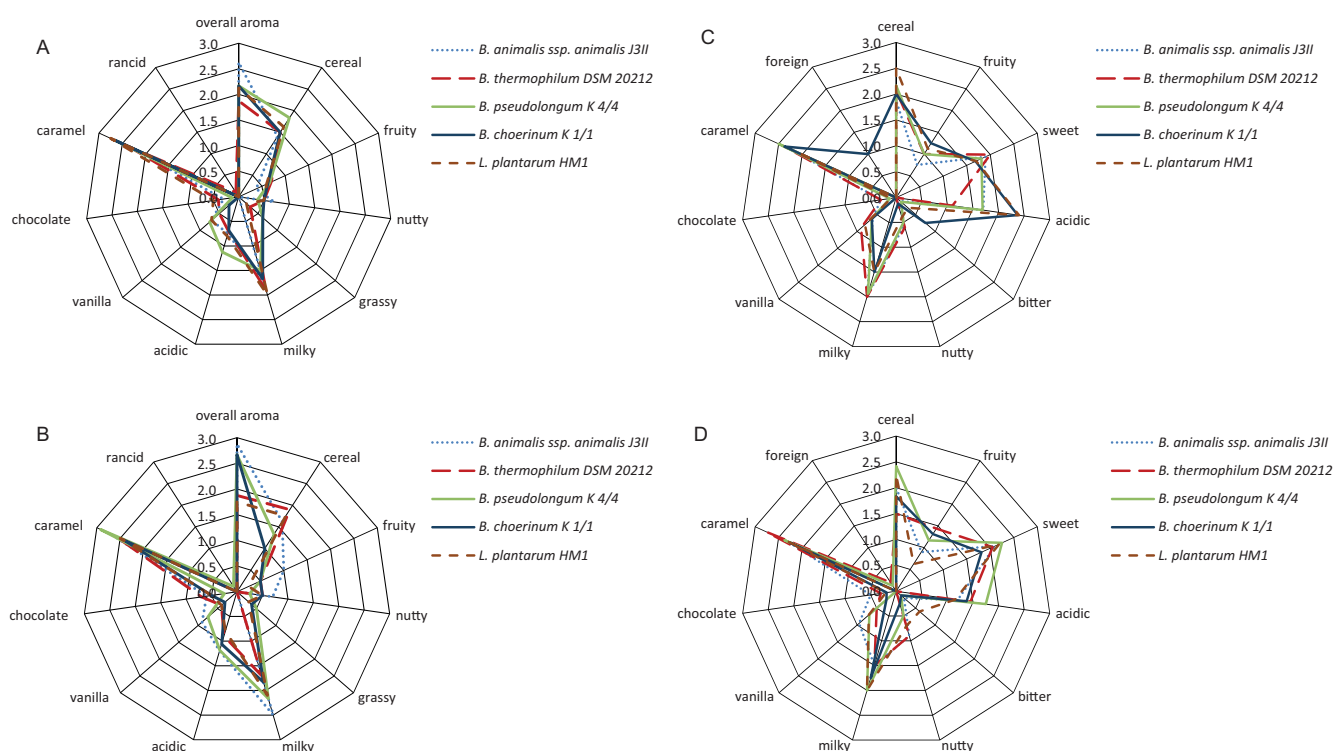 A
overall aroma
3.0
2.5
2.0
1.5
1.0
0.5
0.0
cereal
fruity
nutty
grassy
milky
acidic
vanilla
chocolate
caramel
rancid
B. animalis ssp. animalis J3II
B. thermophilum DSM 20212
B. pseudolongum K 4/4
B. choerinum K 1/1
L. plantarum HM1
C
cereal
3.0
2.5
2.0
1.5
1.0
0.5
0.0
fruity
sweet
acidic
bitter
nutty
milky
vanilla
chocolate
caramel
foreign
B. animalis ssp. animalis J3II
B. thermophilum DSM 20212
B. pseudolongum K 4/4
B. choerinum K 1/1
L. plantarum HM1
B
overall aroma
3.0
2.5
2.0
1.5
1.0
0.5
0.0
cereal
fruity
nutty
grassy
milky
acidic
vanilla
chocolate
caramel
rancid
B. animalis ssp. animalis J3II
B. thermophilum DSM 20212
B. pseudolongum K 4/4
B. choerinum K 1/1
L. plantarum HM1
D
cereal
3.0
2.5
2.0
1.5
1.0
0.5
0.0
fruity
sweet
acidic
bitter
nutty
milky
vanilla
chocolate
caramel
foreign
B. animalis ssp. animalis J3II
B. thermophilum DSM 20212
B. pseudolongum K 4/4
B. choerinum K 1/1
L. plantarum HM1